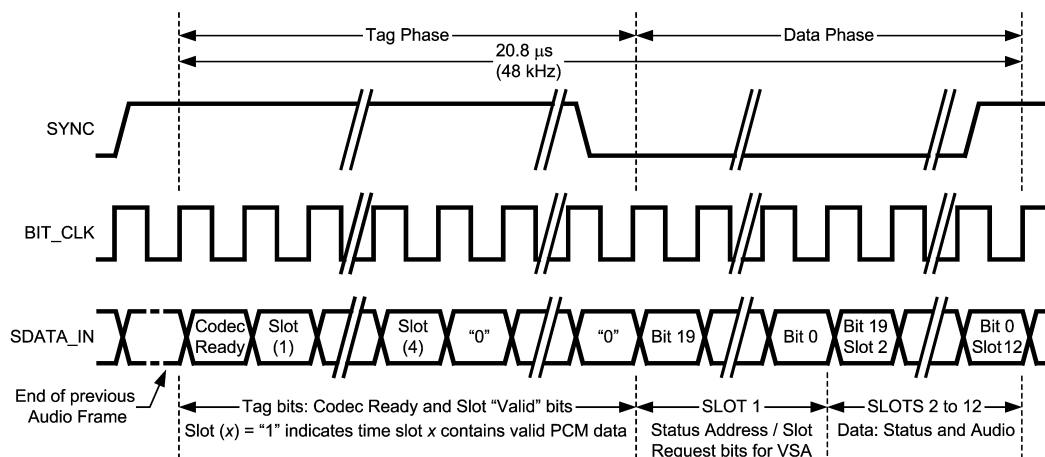 Tag Phase
Data Phase
20.8 μs
(48 kHz)
SYNC
BIT_CLK
SDATA_IN
Codec
Ready
Slot
(1)
Slot
(4)
“0”
“0”
Bit 19
Bit 0
Bit 19
Slot 2
Bit 0
Slot 12
End of previous
Audio Frame
Tag bits: Codec Ready and Slot “Valid” bits
Slot (x) = “1” indicates time slot x contains valid PCM data
SLOT 1
Status Address / Slot
Request bits for VSA
SLOTS 2 to 12
Data: Status and Audio